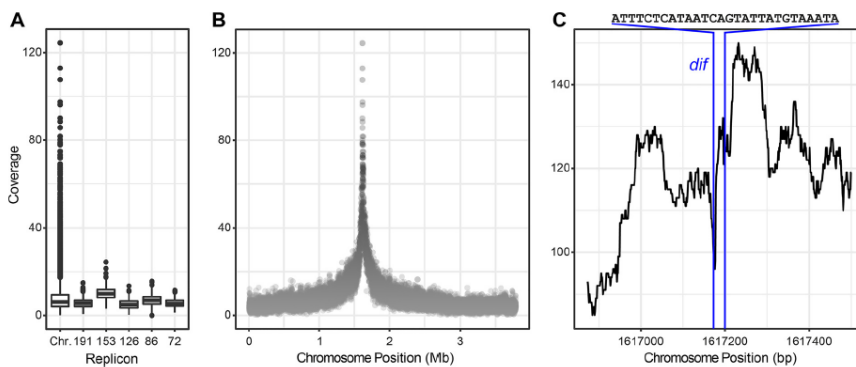 A
B
C
ATTTCTCATAATCAGTATTATGTAAATA
dif
Coverage
120
80
40
0
Chr. 191 153 126 86 72
Replicon
120
80
40
0
0 1 2 3
Chromosome Position (Mb)
140
120
100
1617000 1617200 1617400
Chromosome Position (bp)